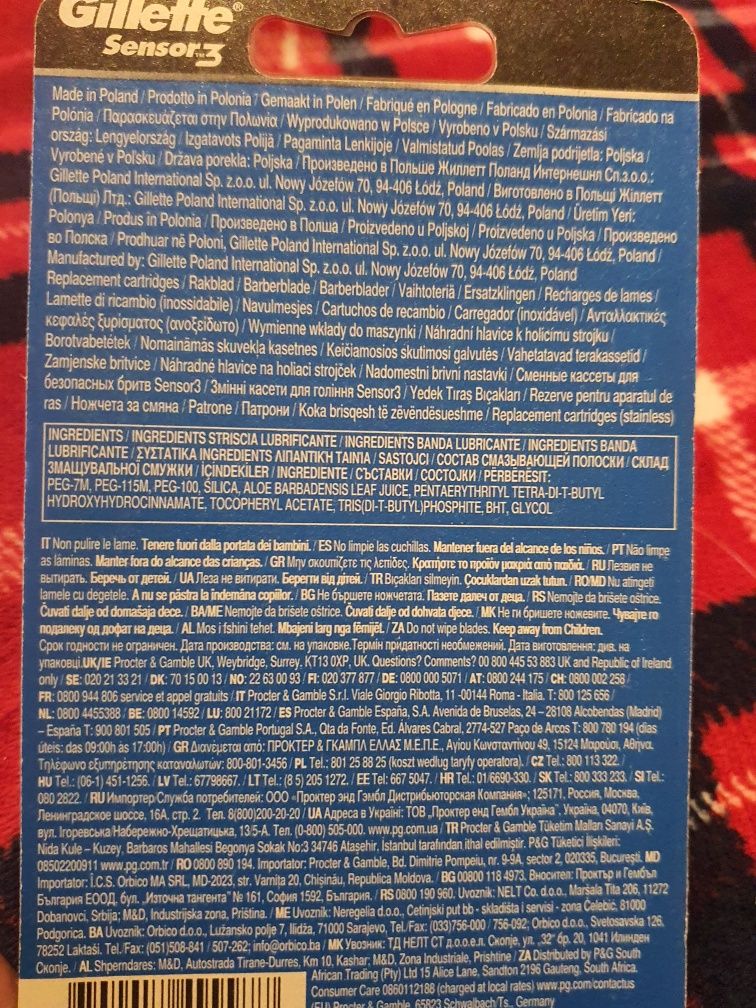 Gillette®
Sensor3
Made in Poland / Prodotto in Polonia / Gemaakt in Polen / Fabriqué en Pologne / Fabricado en Polonia / Fabricado na
Polónia / Παρασκευάζεται στην Πολωνία / Wyprodukowano w Polsce / Vyrobeno v Polsku / Származási
ország: Lengyelország / Izgatavots Polijā / Pagaminta Lenkijoje / Valmistatud Poolas / Zemlja podrijetla: Poljska /
Vyrobené v Poľsku / Država porekla: Poljska / Произведено в Польше Жиллетт Поланд Интернешнл Сп.з.о.о.:
Gillette Poland International Sp. z.o.o. ul. Nowy Józefów 70, 94-406 Łódź, Poland / Виготовлено в Польщі Жіллетт
(Польщі) Лтд.: Gillette Poland International Sp. z.o.o. ul. Nowy Józefów 70, 94-406 Łódź, Poland / Üretim Yeri:
Polonya / Produs in Polonia / Произведено в Полша / Proizvedeno u Poljskoj / Proizvedeno u Poljska / Произведено
во Полска / Prodhuar në Poloni, Gillette Poland International Sp. z.o.o. ul. Nowy Józefów 70, 94-406 Łódź, Poland /
Manufactured by: Gillette Poland International Sp. z.o.o. ul. Nowy Józefów 70, 94-406 Łódź, Poland
Replacement cartridges / Rakblad / Barberblade / Barberblader / Vaihtoteriä / Ersatzklingen / Recharges de lames /
Lamette di ricambio (inossidabile) / Navulmesjes / Cartuchos de recambio / Carregador (inoxidável) / Ανταλλακτικές
κεφαλές ξυρίσματος (ανοξείδωτο) / Wymienne wkłady do maszynki / Náhradní hlavice k holicímu strojku /
Borotvabetétek / Nomaināmās skuvekļa kasetnes / Keičiamosios skutimosi galvutės / Vahetatavad terakassetid /
Zamjenske britvice / Náhradné hlavice na holiaci strojček / Nadomestni brivni nastavki / Сменные кассеты для
безопасных бритв Sensor3 / Змінні касети для гоління Sensor3 / Yedek Tıraş Bıçakları / Rezerve pentru aparatul de
ras / Ножчета за смяна / Patrone / Патрони / Koka brisqesh të zëvendësueshme / Replacement cartridges (stainless)
INGREDIENTS / INGREDIENTS STRISCIA LUBRIFICANTE / INGREDIENTS BANDA LUBRICANTE / INGREDIENTS BANDA
LUBRIFICANTE / ΣΥΣΤΑΤΙΚΑ INGREDIENTS ΛΙΠΑΝΤΙΚΗ ΤΑΙΝΙΑ / SASTOJCI / СОСТАВ СМАЗЫВАЮЩЕЙ ПОЛОСКИ / СКЛАД
ЗМАЩУВАЛЬНОЇ СМУЖКИ / İÇİNDEKİLER / INGREDIENTE / СЪСТАВКИ / СОСТОЈКИ / PËRBËRËSIT:
PEG-7M, PEG-115M, PEG-100, SILICA, ALOE BARBADENSIS LEAF JUICE, PENTAERYTHRITYL TETRA-DI-T-BUTYL
HYDROXYHYDROCINNAMATE, TOCOPHERYL ACETATE, TRIS(DI-T-BUTYL)PHOSPHITE, BHT, GLYCOL
IT Non pulire le lame. Tenere fuori dalla portata dei bambini. / ES No limpie las cuchillas. Mantener fuera del alcance de los niños. / PT Não limpe
as lâminas. Manter fora do alcance das crianças. / GR Μην σκουπίζετε τις λεπίδες. Κρατήστε το προϊόν μακριά από παιδιά. / RU Лезвия не
вытирать. Беречь от детей. / UA Леза не витирати. Берегти від дітей. / TR Bıçakları silmeyin. Çocuklardan uzak tutun. / RO/MD Nu atingeti
lamele cu degetele. A nu se păstra la indemâna copiilor. / BG Не бършете ножчетата. Пазете далеч от деца. / RS Nemojte da brišete oštrice.
Čuvati dalje od domašaja dece. / BA/ME Nemojte da brišete oštrice. Čuvati dalje od dohvata djece. / MK Не ги бришете ножевите. Чувајте го
подалеку од дофат на деца. / AL Mos i fshini tehet. Mbajeni larg nga fëmijët. / ZA Do not wipe blades. Keep away from Children.
Срок годности не ограничен. Дата производства: см. на упаковке.Термін придатності необмежений. Дата виготовлення: див. на
упаковці.UK/IE Procter & Gamble UK, Weybridge, Surrey, KT13 0XP, UK. Questions? Comments? 00 800 445 53 883 UK and Republic of Ireland
only / SE: 020 21 33 21 / DK: 70 15 00 13 / NO: 22 63 00 93 / FI: 020 377 877 / DE: 0800 000 5071 / AT: 0800 244 175 / CH: 0800 002 258 /
FR: 0800 944 806 service et appel gratuits / IT Procter & Gamble S.r.l. Viale Giorgio Ribotta, 11 -00144 Roma - Italia. T: 800 125 656 /
NL: 0800 4455388 / BE: 0800 14592 / LU: 800 21172 / ES Procter & Gamble España, S.A. Avenida de Bruselas, 24 – 28108 Alcobendas (Madrid)
– España T: 900 801 505 / PT Procter & Gamble Portugal S.A., Qta da Fonte, Ed. Álvares Cabral, 2774-527 Paço de Arcos T: 800 780 194 (dias
úteis: das 09:00h às 17:00h) / GR Διανέμεται από: ΠΡΟΚΤΕΡ & ΓΚΑΜΠΛ ΕΛΛΑΣ Μ.Ε.Π.Ε., Αγίου Κωνσταντίνου 49, 15124 Μαρούσι, Αθήνα.
Τηλέφωνο εξυπηρέτησης καταναλωτών: 800-801-3456 / PL Tel.: 801 25 88 25 (koszt według taryfy operatora). / CZ Tel.: 800 113 322. /
HU Tel.: (06-1) 451-1256. / LV Tel.: 67798667. / LT Tel.: (8 5) 205 1272. / EE Tel: 667 5047. / HR Tel.: 01/6690-330. / SK Tel.: 800 333 233. / SI Tel.:
080 2822. / RU Импортер/Служба потребителей: ООО «Проктер энд Гэмбл Дистрибьюторская Компания»; 125171, Россия, Москва,
Ленинградское шоссе, 16А, стр. 2. Тел. 8(800)200-20-20 / UA Адреса в Україні: ТОВ „Проктер енд Гембл Україна", Україна, 04070, Київ,
вул. Ігоревська/Набережно-Хрещатицька, 13/5-А. Тел. (0-800) 505-000. www.pg.com.ua / TR Procter & Gamble Tüketim Malları Sanayi A.Ş.
Nida Kule – Kuzey, Barbaros Mahallesi Begonya Sokak No:3 34746 Ataşehir, İstanbul tarafından ithal edilmiştir. P&G Tüketici İlişkileri:
08502200911 www.pg.com.tr / RO 0800 890 194. Importator: Procter & Gamble, Bd. Dimitrie Pompeiu, nr. 9-9A, sector 2, 020335, București. MD
Importator: Î.C.S. Orbico MA SRL, MD-2023, str. Varnița 20, Chișinău, Republica Moldova. / BG 00800 118 4973. Вносител: Проктър и Гембъл
България ЕООД, бул. „Източна тангента" № 161, София 1592, България. / RS 0800 190 960. Uvoznik: NELT Co. d.o.o., Maršala Tita 206, 11272
Dobanovci, Srbija; M&D, Industrijska zona, Priština. / ME Uvoznik: Neregelia d.o.o., Cetinjski put bb - skladišta i servisi - zona Čelebić. 81000
Podgorica. BA Uvoznik: Orbico d.o.o., Lužansko polje 7, Ilidža, 71000 Sarajevo, Tel./Fax: (033)756-000 / 756-092; Orbico d.o.o., Svetosavska 126,
78252 Laktaši. Tel./Fax: (051)508-841 / 507-262; info@orbico.ba / MK Увозник: ТД НЕЛТ СТ д.о.о.е.л. Скопје, ул. „32" бр. 20, 1041 Илинден
Скопје. / AL Shperndares: M&D, Autostrada Tirane-Durres, Km 10, Kashar; M&D, Zona Industriale, Prishtine / ZA Distributed by P&G South
African Trading (Pty) Ltd 15 Alice Lane, Sandton 2196 Gauteng, South Africa.
Consumer Care 0860112188 (charged at local rates) www.pg.com/contactus
(EU) Procter & Gamble, 65823 Schwalbach/Ts., Germany